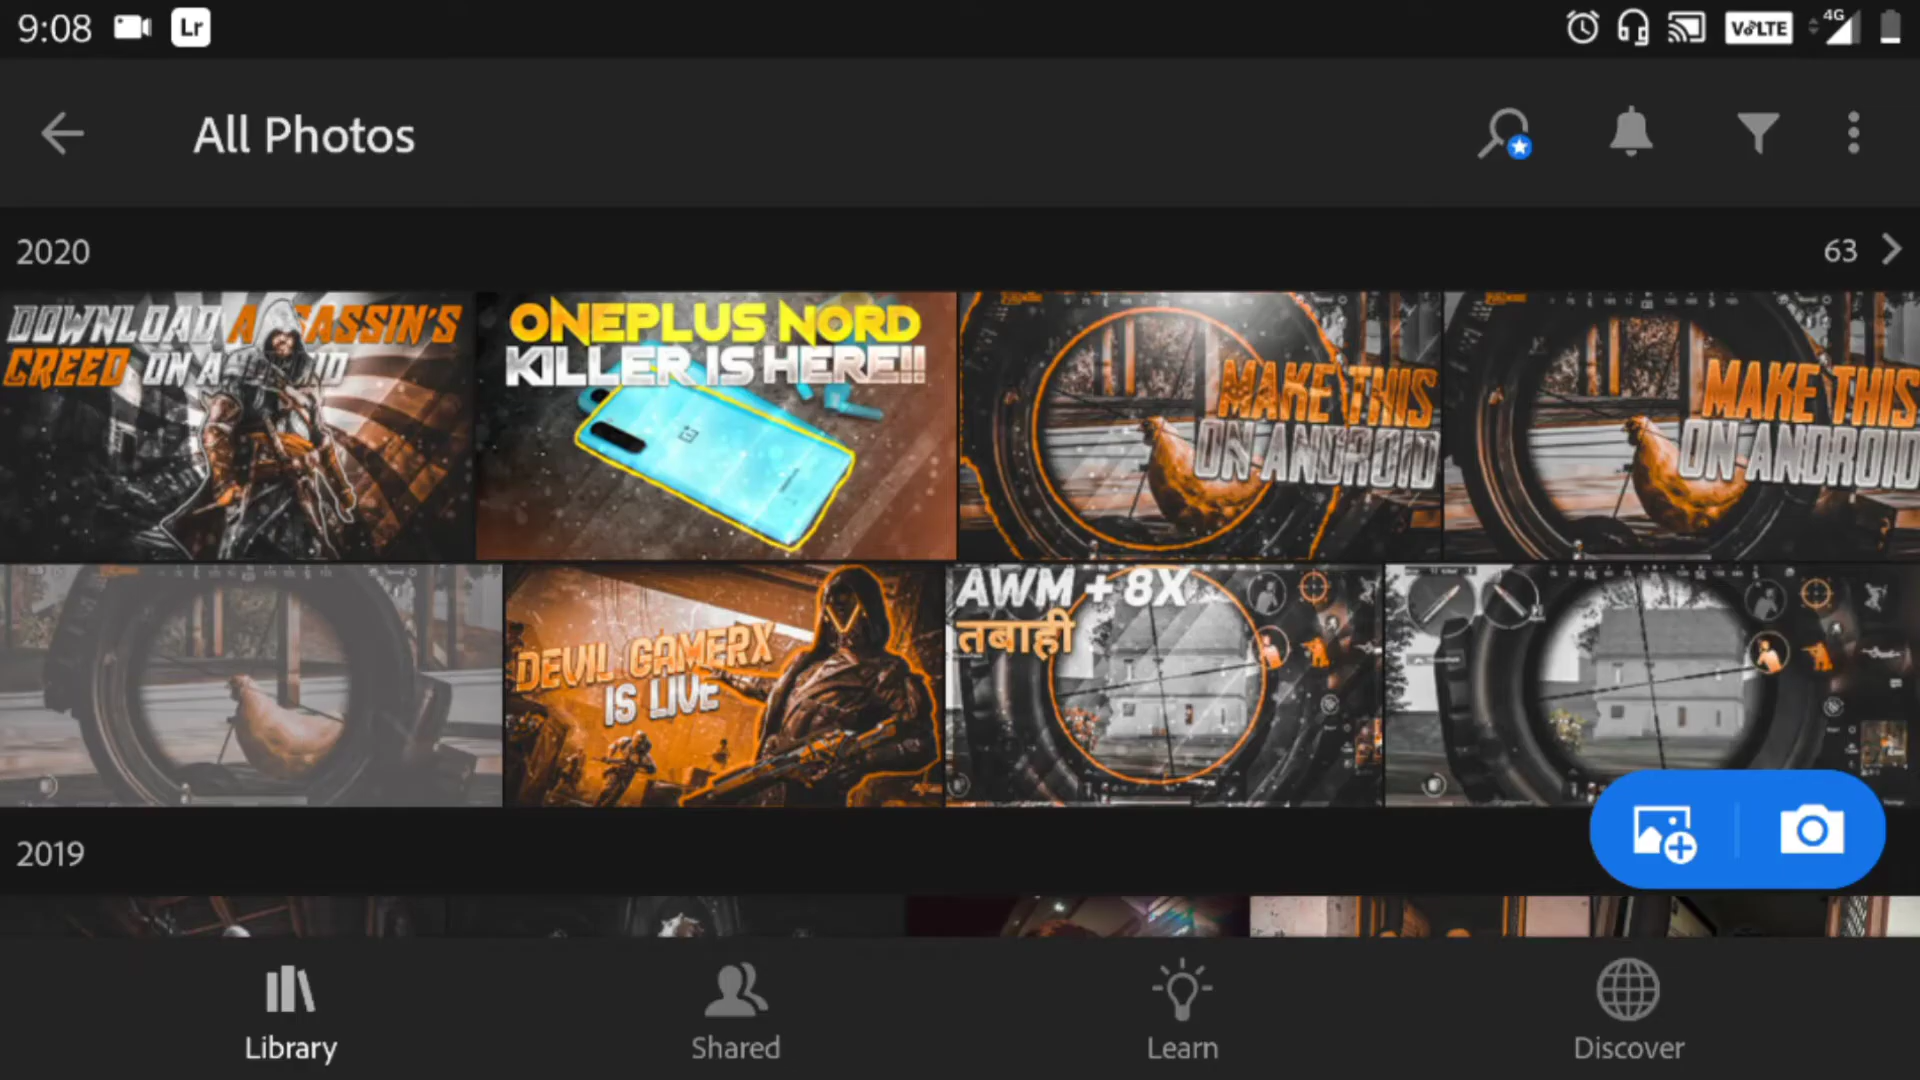 9:08
Lr
VoLTE
4G
All Photos
2020
63
DOWNLOAD ASSASSIN'S
CREED ON
ONEPLUS NORD
KILLER IS HERE!!
MAKE THIS
ON ANDROID
MAKE THIS
ON ANDROID
DEVIL GAMERX
IS LIVE
AWM + 8X
तबाही
2019
Library
Shared
Learn
Discover